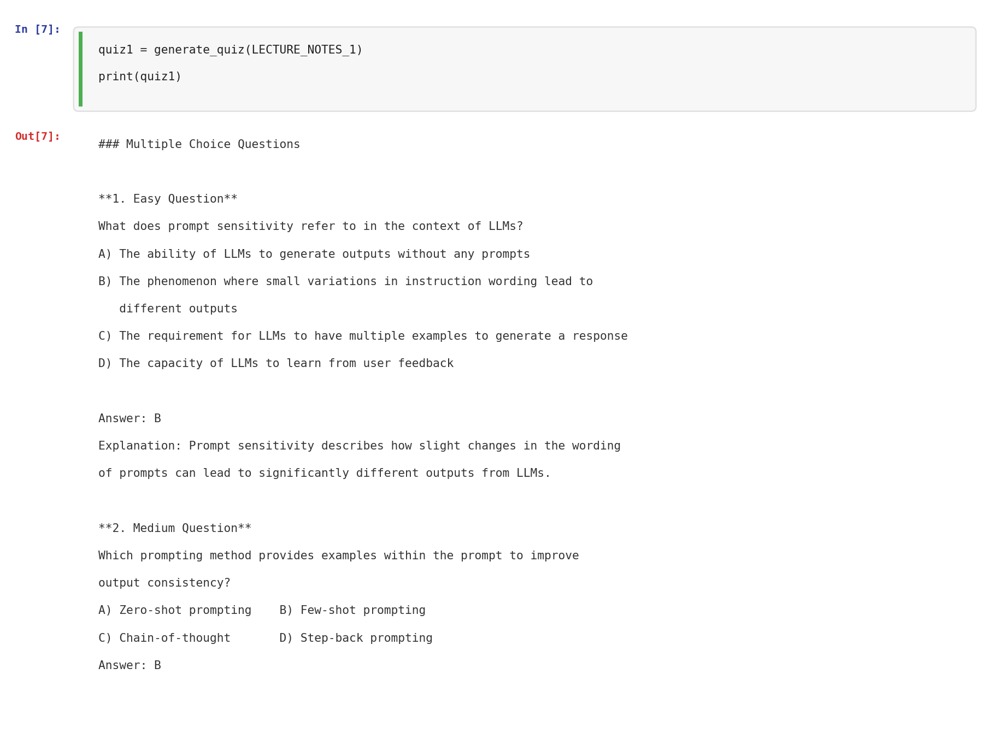 In [7]:
quiz1 = generate_quiz(LECTURE_NOTES_1)
print(quiz1)
Out[7]:
### Multiple Choice Questions
**1. Easy Question**
What does prompt sensitivity refer to in the context of LLMs?
A) The ability of LLMs to generate outputs without any prompts
B) The phenomenon where small variations in instruction wording lead to
   different outputs
C) The requirement for LLMs to have multiple examples to generate a response
D) The capacity of LLMs to learn from user feedback
Answer: B
Explanation: Prompt sensitivity describes how slight changes in the wording
of prompts can lead to significantly different outputs from LLMs.
**2. Medium Question**
Which prompting method provides examples within the prompt to improve
output consistency?
A) Zero-shot prompting    B) Few-shot prompting
C) Chain-of-thought       D) Step-back prompting
Answer: B